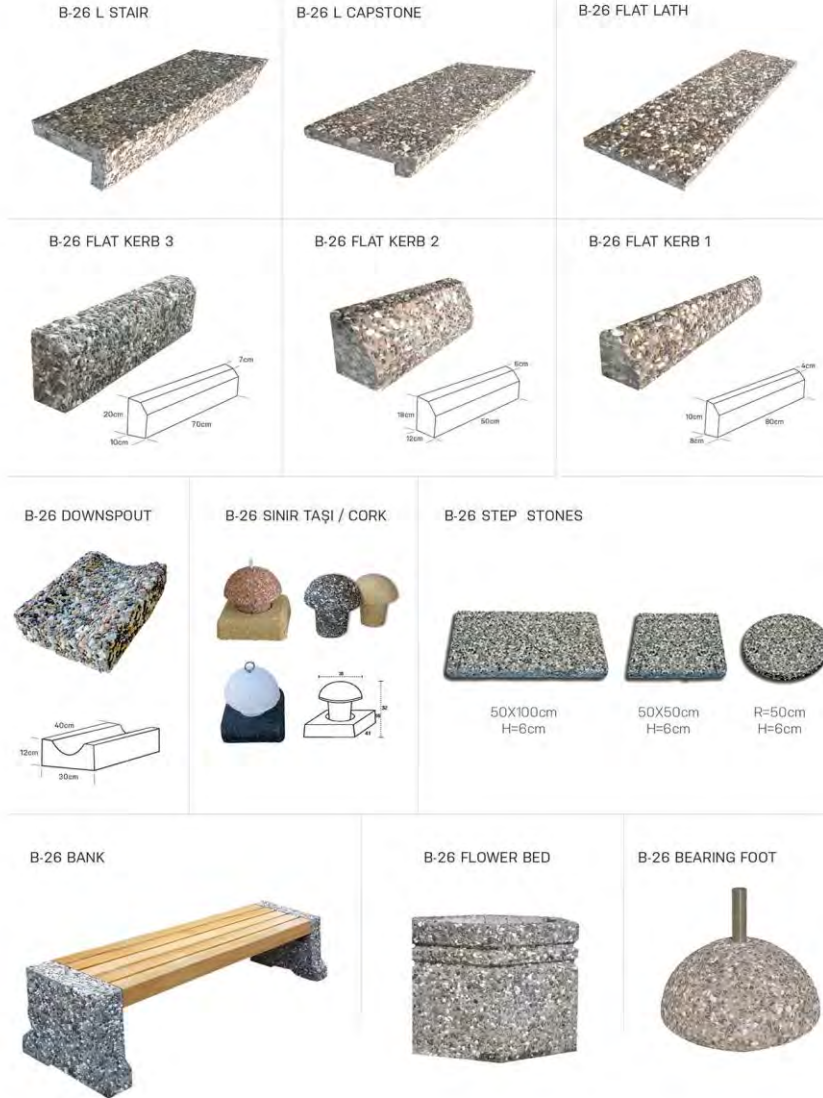 B-26 L STAIR
B-26 L CAPSTONE
B-26 FLAT LATH
B-26 FLAT KERB 3
B-26 FLAT KERB 2
B-26 FLAT KERB 1
7cm
20cm
70cm
10cm
6cm
18cm
50cm
12cm
4cm
10cm
80cm
8cm
B-26 DOWNSPOUT
B-26 SINIR TAŞI / CORK
B-26 STEP STONES
40cm
12cm
30cm
50X100cm
H=6cm
50X50cm
H=6cm
R=50cm
H=6cm
B-26 BANK
B-26 FLOWER BED
B-26 BEARING FOOT